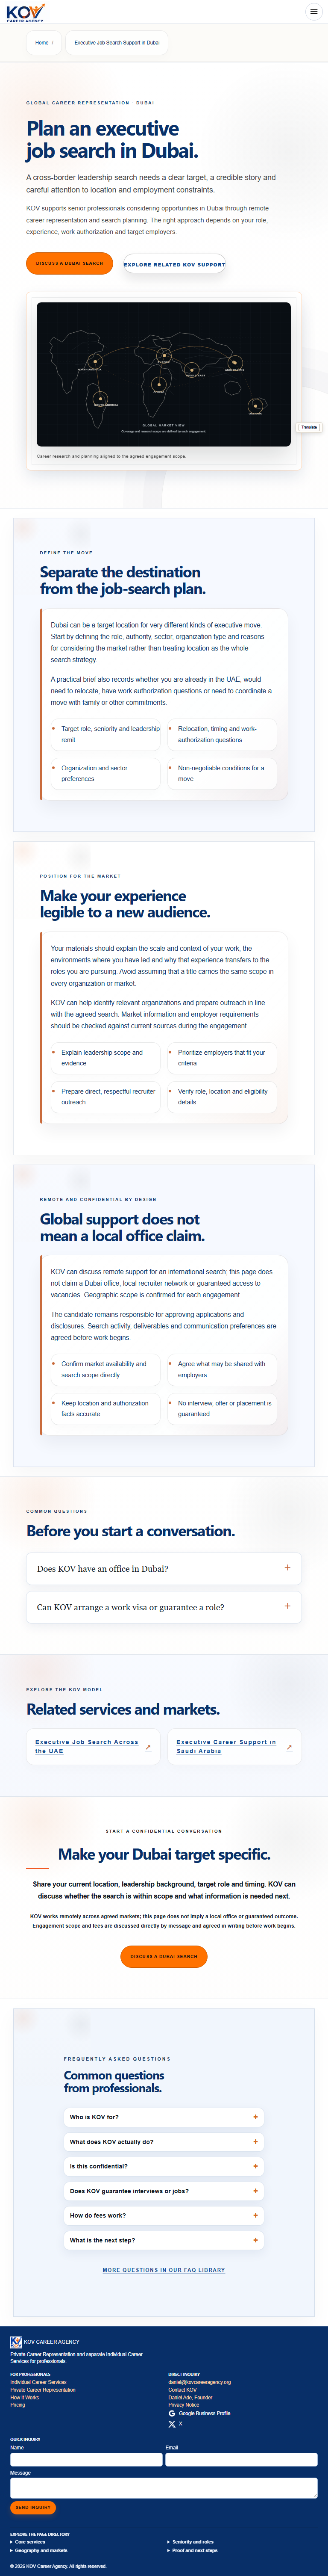 KOV
CAREER AGENCY
Home /
Executive Job Search Support in Dubai
GLOBAL CAREER REPRESENTATION · DUBAI
Plan an executive
job search in Dubai.
A cross-border leadership search needs a clear target, a credible story and
careful attention to location and employment constraints.
KOV supports senior professionals considering opportunities in Dubai through remote
career representation and search planning. The right approach depends on your role,
experience, work authorization and target employers.
DISCUSS A DUBAI SEARCH
EXPLORE RELATED KOV SUPPORT
NORTH AMERICA
EUROPE
MIDDLE EAST
ASIA-PACIFIC
AFRICA
SOUTH AMERICA
OCEANIA
GLOBAL MARKET VIEW
Coverage and research scope are defined by each engagement.
Career research and planning aligned to the agreed engagement scope.
Translate
DEFINE THE MOVE
Separate the destination
from the job-search plan.
Dubai can be a target location for very different kinds of executive move.
Start by defining the role, authority, sector, organization type and reasons
for considering the market rather than treating location as the whole
search strategy.
A practical brief also records whether you are already in the UAE, would
need to relocate, have work authorization questions or need to coordinate a
move with family or other commitments.
Target role, seniority and leadership
remit
Relocation, timing and work-
authorization questions
Organization and sector
preferences
Non-negotiable conditions for a
move
POSITION FOR THE MARKET
Make your experience
legible to a new audience.
Your materials should explain the scale and context of your work, the
environments where you have led and why that experience transfers to the
roles you are pursuing. Avoid assuming a title carries the same scope in
every organization or market.
KOV can help identify relevant organizations and prepare outreach in line
with the agreed search. Market information and employer requirements
should be checked against current sources during the engagement.
Explain leadership scope and
evidence
Prioritize employers that fit your
criteria
Prepare direct, respectful recruiter
outreach
Verify role, location and eligibility
details
REMOTE AND CONFIDENTIAL BY DESIGN
Global support does not
mean a local office claim.
KOV can discuss remote support for an international search; this page does
not claim a Dubai office, local recruiter network or guaranteed access to
vacancies. Geographic scope is confirmed for each engagement.
The candidate remains responsible for approving applications and
disclosures. Search activity, deliverables and communication preferences are
agreed before work begins.
Confirm market availability and
search scope directly
Agree what may be shared with
employers
Keep location and authorization
facts accurate
No interview, offer or placement is
guaranteed
COMMON QUESTIONS
Before you start a conversation.
Does KOV have an office in Dubai? +
Can KOV arrange a work visa or guarantee a role? +
EXPLORE THE KOV MODEL
Related services and markets.
Executive Job Search Across
the UAE ↗
Executive Career Support in
Saudi Arabia ↗
START A CONFIDENTIAL CONVERSATION
Make your Dubai target specific.
Share your current location, leadership background, target role and timing. KOV can
discuss whether the search is within scope and what information is needed next.
KOV works remotely across agreed markets; this page does not imply a local office or guaranteed outcome.
Engagement scope and fees are discussed directly by message and agreed in writing before work begins.
DISCUSS A DUBAI SEARCH
FREQUENTLY ASKED QUESTIONS
Common questions
from professionals.
Who is KOV for? +
What does KOV actually do? +
Is this confidential? +
Does KOV guarantee interviews or jobs? +
How do fees work? +
What is the next step? +
MORE QUESTIONS IN OUR FAQ LIBRARY
KOV CAREER AGENCY
Private Career Representation and separate Individual Career
Services for professionals.
FOR PROFESSIONALS
Individual Career Services
Private Career Representation
How It Works
Pricing
DIRECT INQUIRY
daniel@kovcareeragency.org
Contact KOV
Daniel Ade, Founder
Privacy Notice
Google Business Profile
X
QUICK INQUIRY
Name
Email
Message
SEND INQUIRY
EXPLORE THE PAGE DIRECTORY
Core services
Seniority and roles
Geography and markets
Proof and next steps
© 2026 KOV Career Agency. All rights reserved.